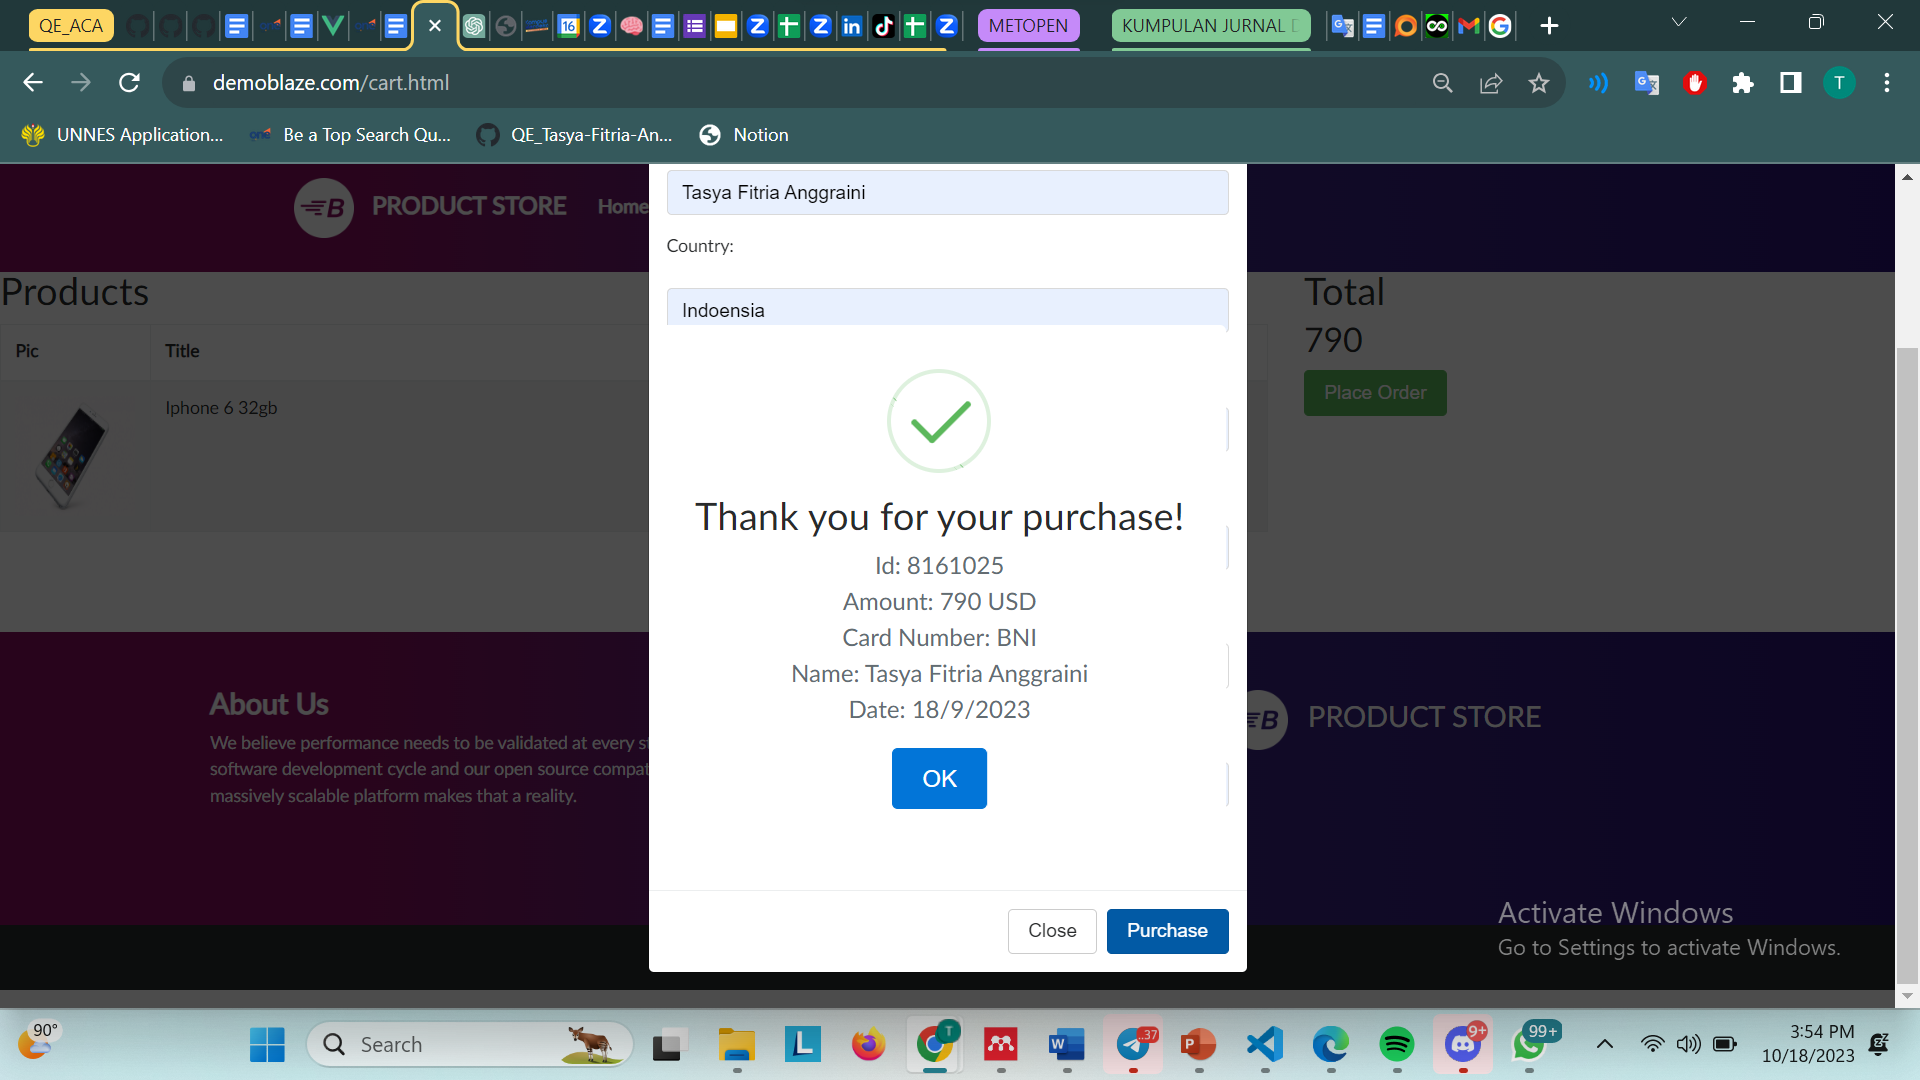 QE_ACA
METOPEN
KUMPULAN JURNAL
demoblaze.com/cart.html
UNNES Application...
Be a Top Search Qu...
QE_Tasya-Fitria-An...
Notion
PRODUCT STORE
Home
Tasya Fitria Anggraini
Country:
Indoensia
Products
Total
790
Pic
Title
Place Order
Iphone 6 32gb
Thank you for your purchase!
Id: 8161025
Amount: 790 USD
Card Number: BNI
Name: Tasya Fitria Anggraini
Date: 18/9/2023
OK
About Us
We believe performance needs to be validated at every
software development cycle and our open source compat
massively scalable platform makes that a reality.
PRODUCT STORE
Close
Purchase
Activate Windows
Go to Settings to activate Windows.
90°
Search
T
37
9+
99+
3:54 PM
10/18/2023